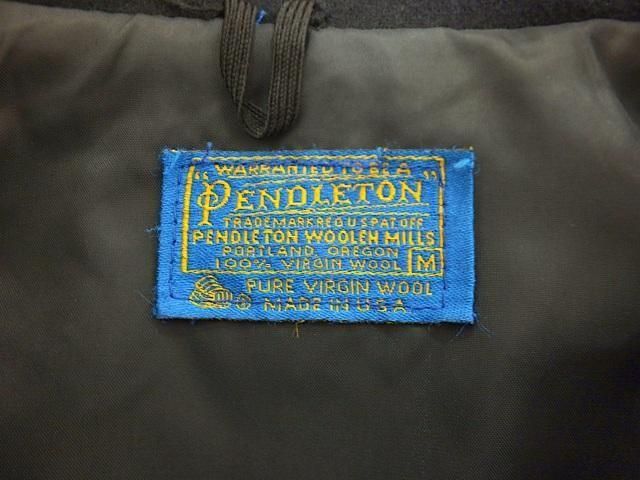 WARRANTED TO BE A
"PENDLETON"
TRADEMARK REG U S PAT. OFF
PENDLETON WOOLEN MILLS
PORTLAND, OREGON
100% VIRGIN WOOL M
PURE VIRGIN WOOL
MADE IN U.S.A